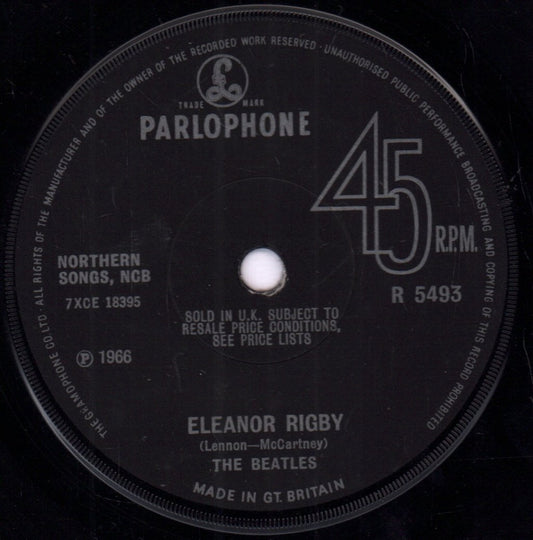 THE GRAMOPHONE CO LTD · ALL RIGHTS OF THE MANUFACTURER AND OF THE OWNER OF THE RECORDED WORK RESERVED · UNAUTHORISED PUBLIC PERFORMANCE BROADCASTING AND COPYING OF THIS RECORD PROHIBITED
£
TRADE MARK
PARLOPHONE
45 R.P.M.
NORTHERN
SONGS, NCB
7XCE 18395
R 5493
SOLD IN U.K. SUBJECT TO
RESALE PRICE CONDITIONS,
SEE PRICE LISTS
℗ 1966
ELEANOR RIGBY
(Lennon—McCartney)
THE BEATLES
MADE IN GT. BRITAIN